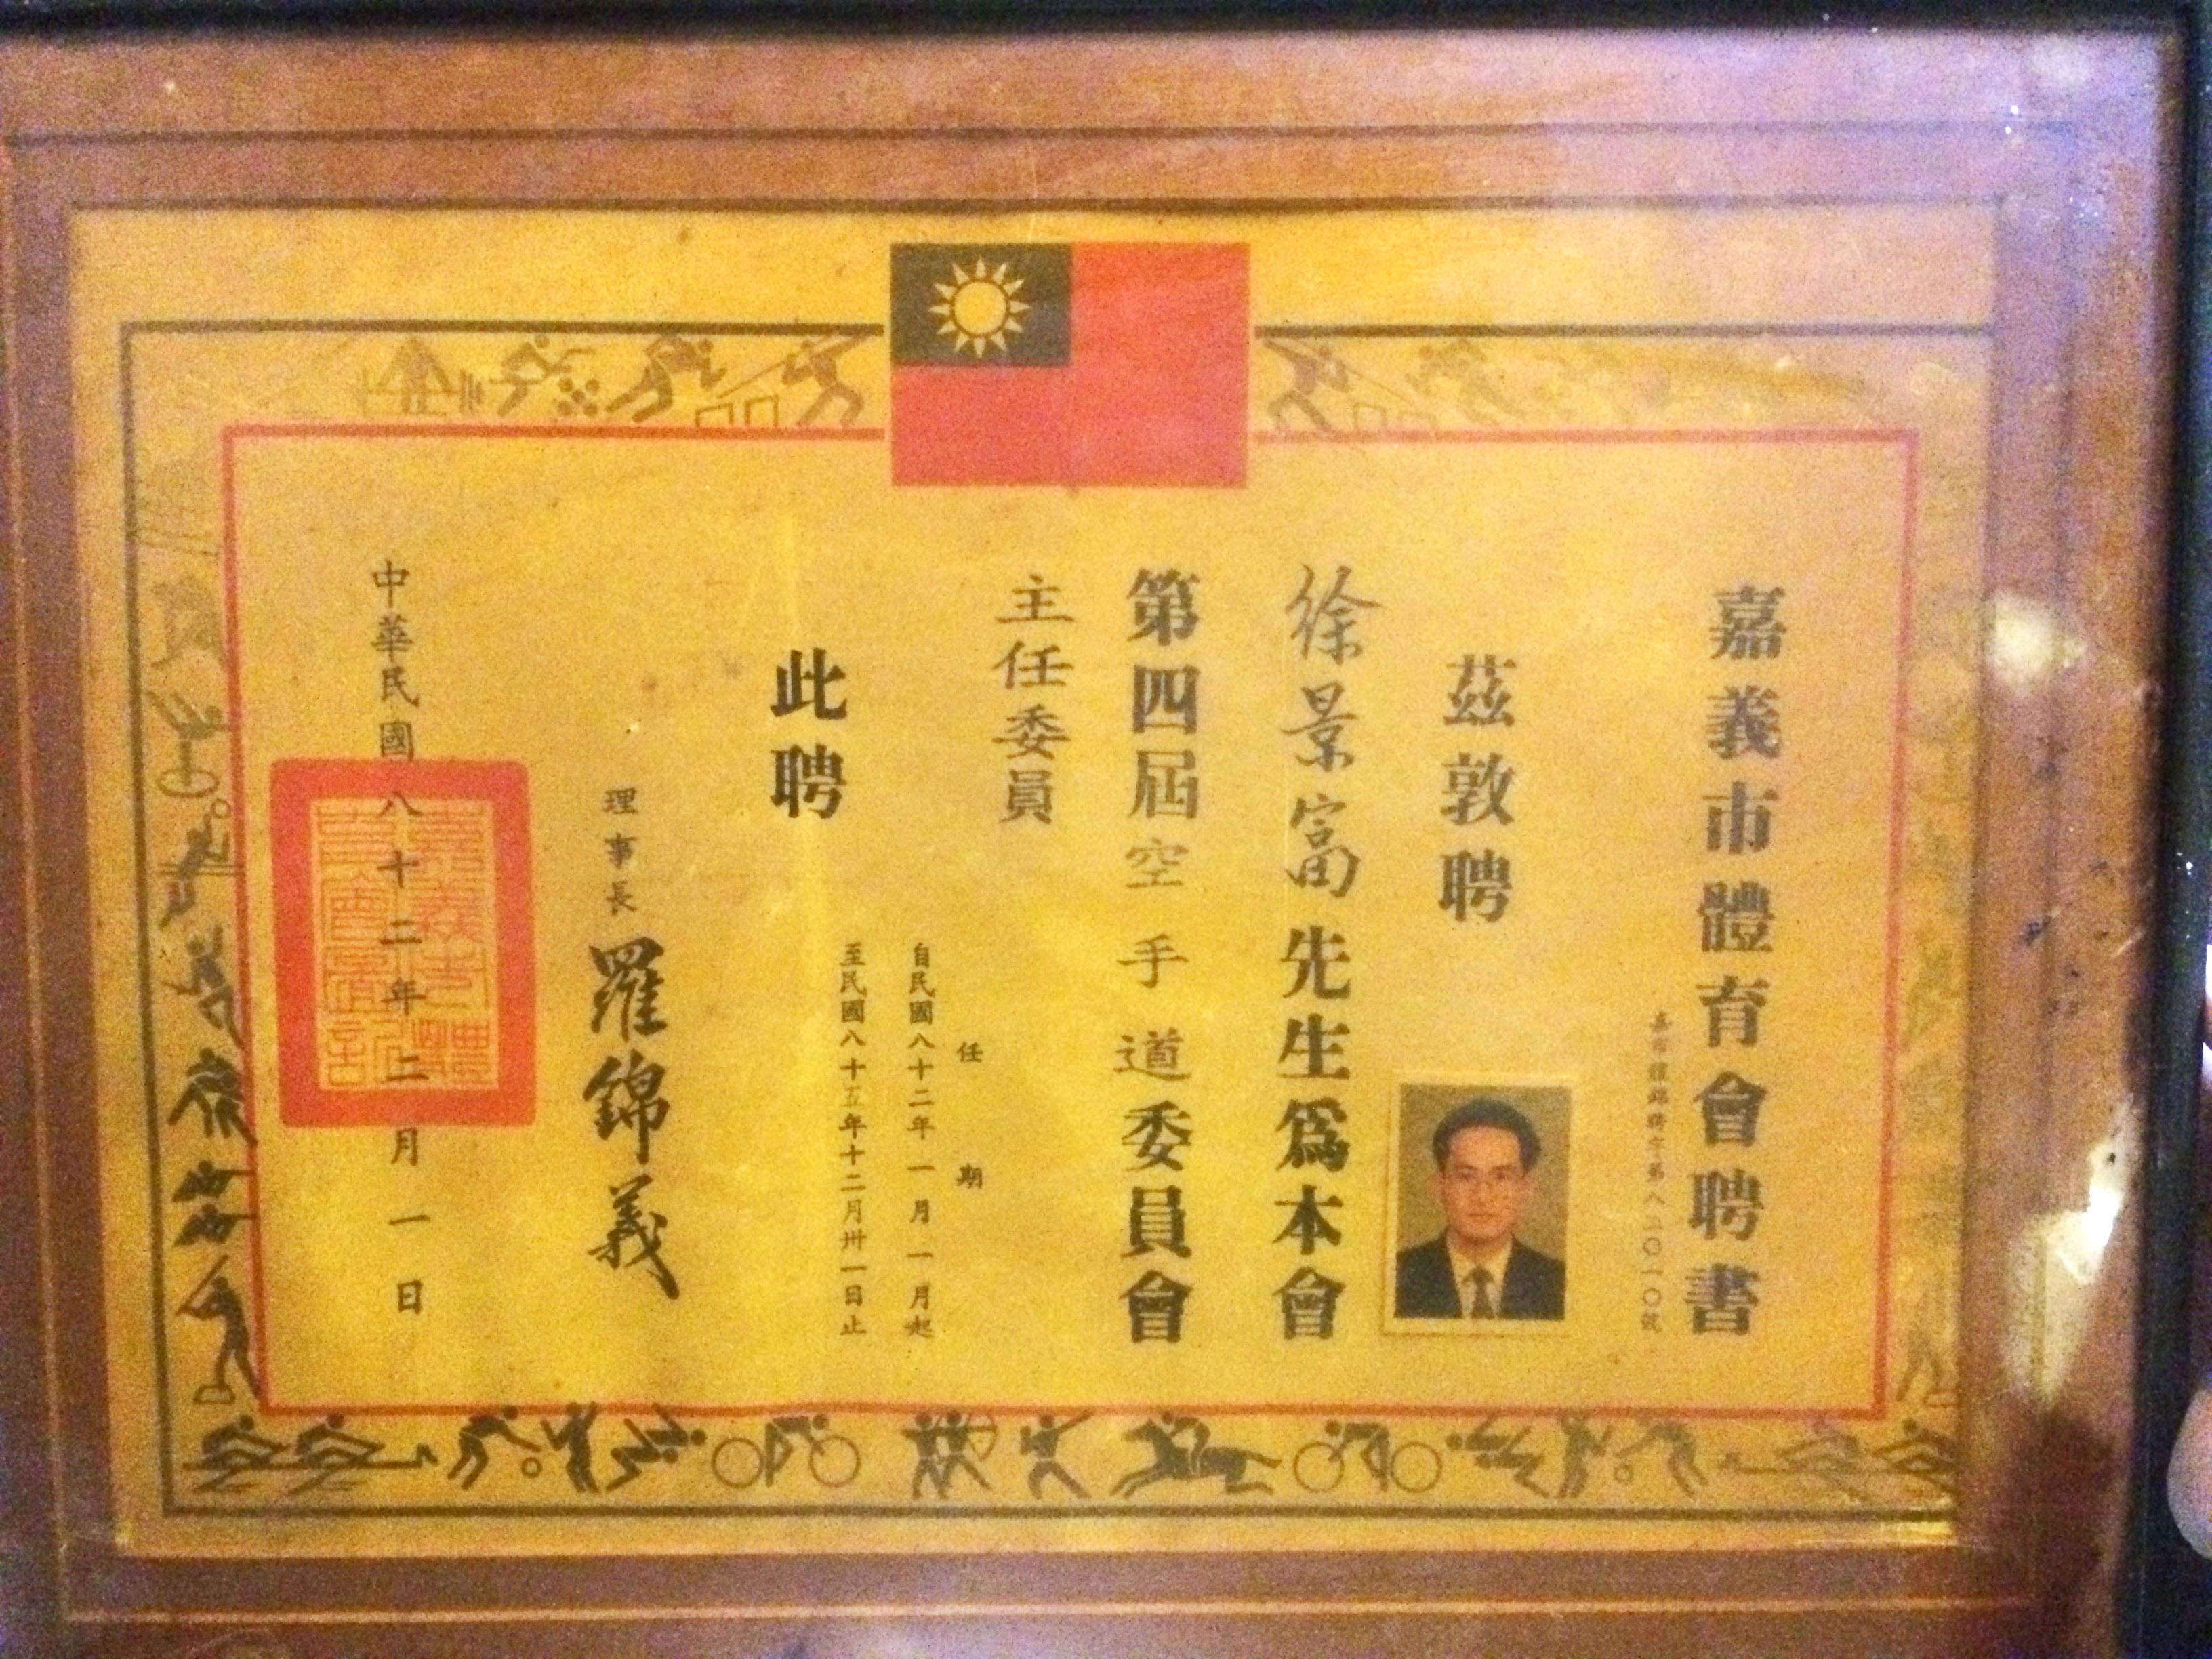 嘉義市體育會聘書
茲敦聘
徐景富先生爲本會
第四屆空手道委員會
主任委員
任期
自民國八十二年一月一月起
至民國八十五年十二月卅一日止
此聘
理事長 羅錦義
中華民國八十二年二月一日